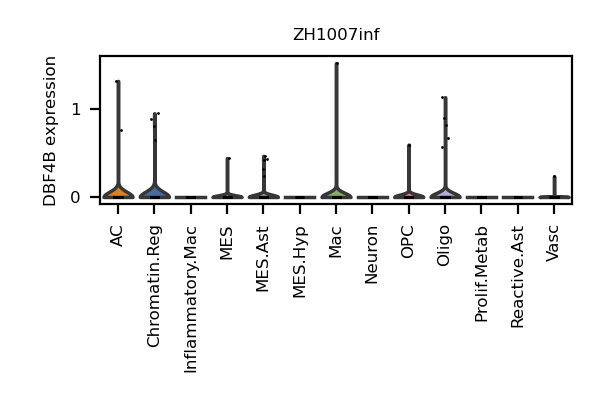 ZH1007inf
DBF4B expression
1
0
AC
Chromatin.Reg
Inflammatory.Mac
MES
MES.Ast
MES.Hyp
Mac
Neuron
OPC
Oligo
Prolif.Metab
Reactive.Ast
Vasc